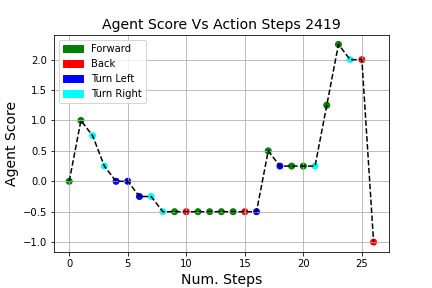 Agent Score Vs Action Steps 2419
Forward
Back
Turn Left
Turn Right
Agent Score
2.0
1.5
1.0
0.5
0.0
−0.5
−1.0
0 5 10 15 20 25
Num. Steps